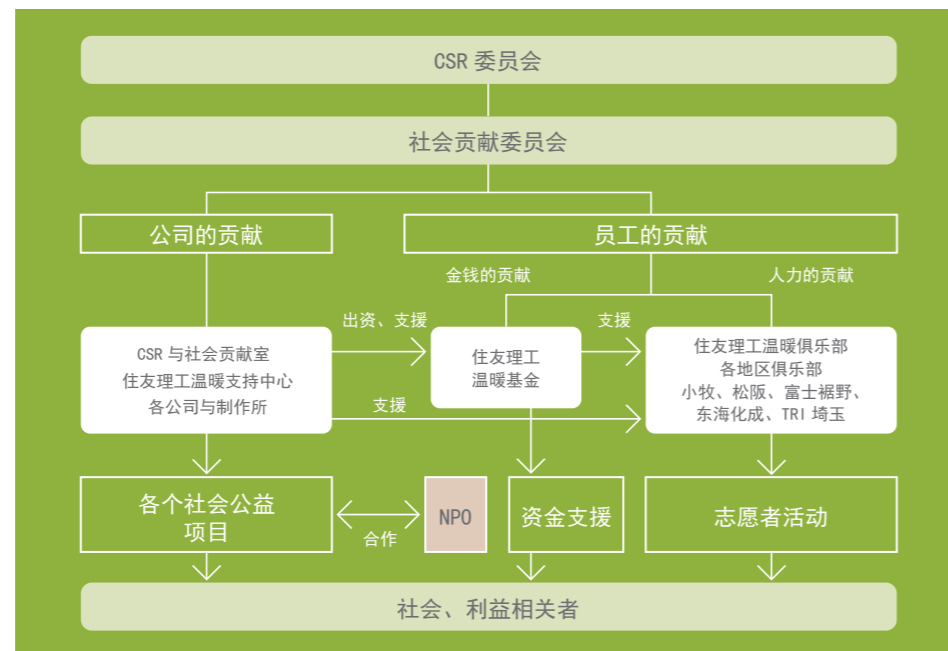 CSR 委员会
社会贡献委员会
公司的贡献
员工的贡献
金钱的贡献
人力的贡献
出资、支援
支援
CSR 与社会贡献室
住友理工温暖支持中心
各公司与制作所
住友理工
温暖基金
住友理工温暖俱乐部
各地区俱乐部
小牧、松阪、富士裾野、
东海化成、TRI 埼玉
支援
各个社会公益
项目
合作
NPO
资金支援
志愿者活动
社会、利益相关者